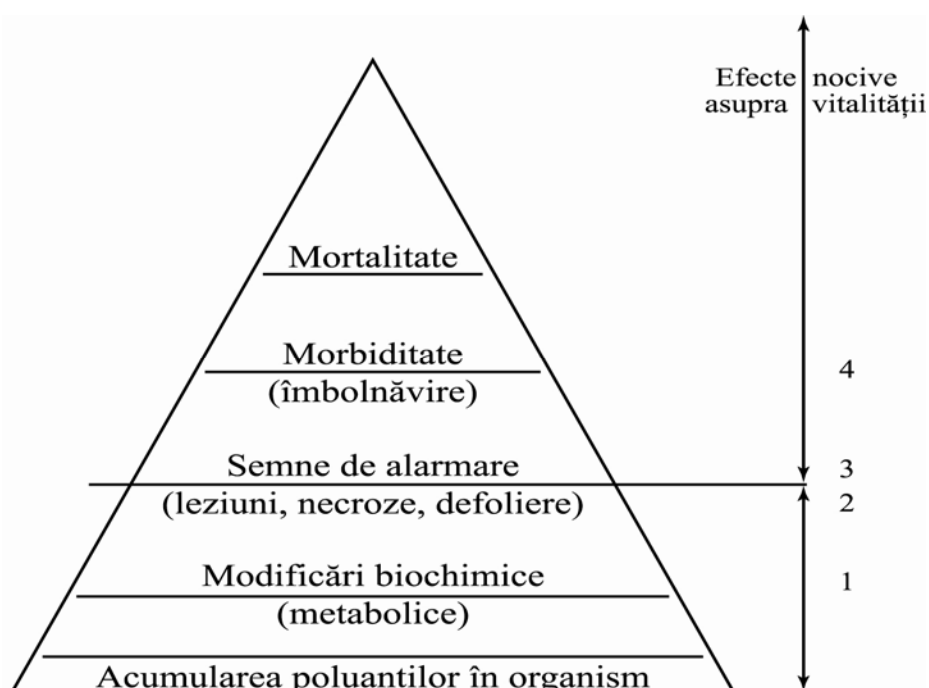 Efecte nocive
asupra vitalității
Mortalitate
Morbiditate
4
(îmbolnăvire)
Semne de alarmare
3
(leziuni, necroze, defoliere)
2
Modificări biochimice
1
(metabolice)
Acumularea poluanților în organism